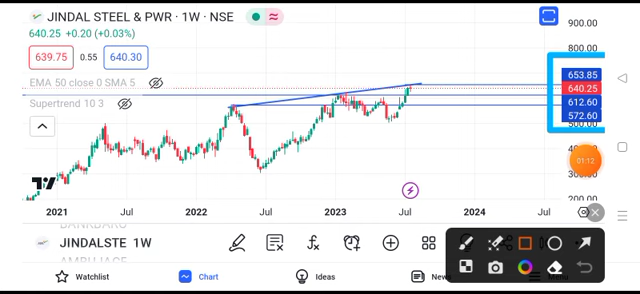 JINDAL STEEL & PWR · 1W · NSE
640.25 +0.20 (+0.03%)
639.75 0.55 640.30
EMA 50 close 0 SMA 5
Supertrend 10 3
900.00
800.00
653.85
640.25
612.60
572.60
500.00
400.00
300.00
200.00
01:12
2021 Jul 2022 Jul 2023 Jul 2024 Jul
BANKBARO
JINDALSTE 1W
AMBUJACE
Watchlist Chart Ideas News Menu